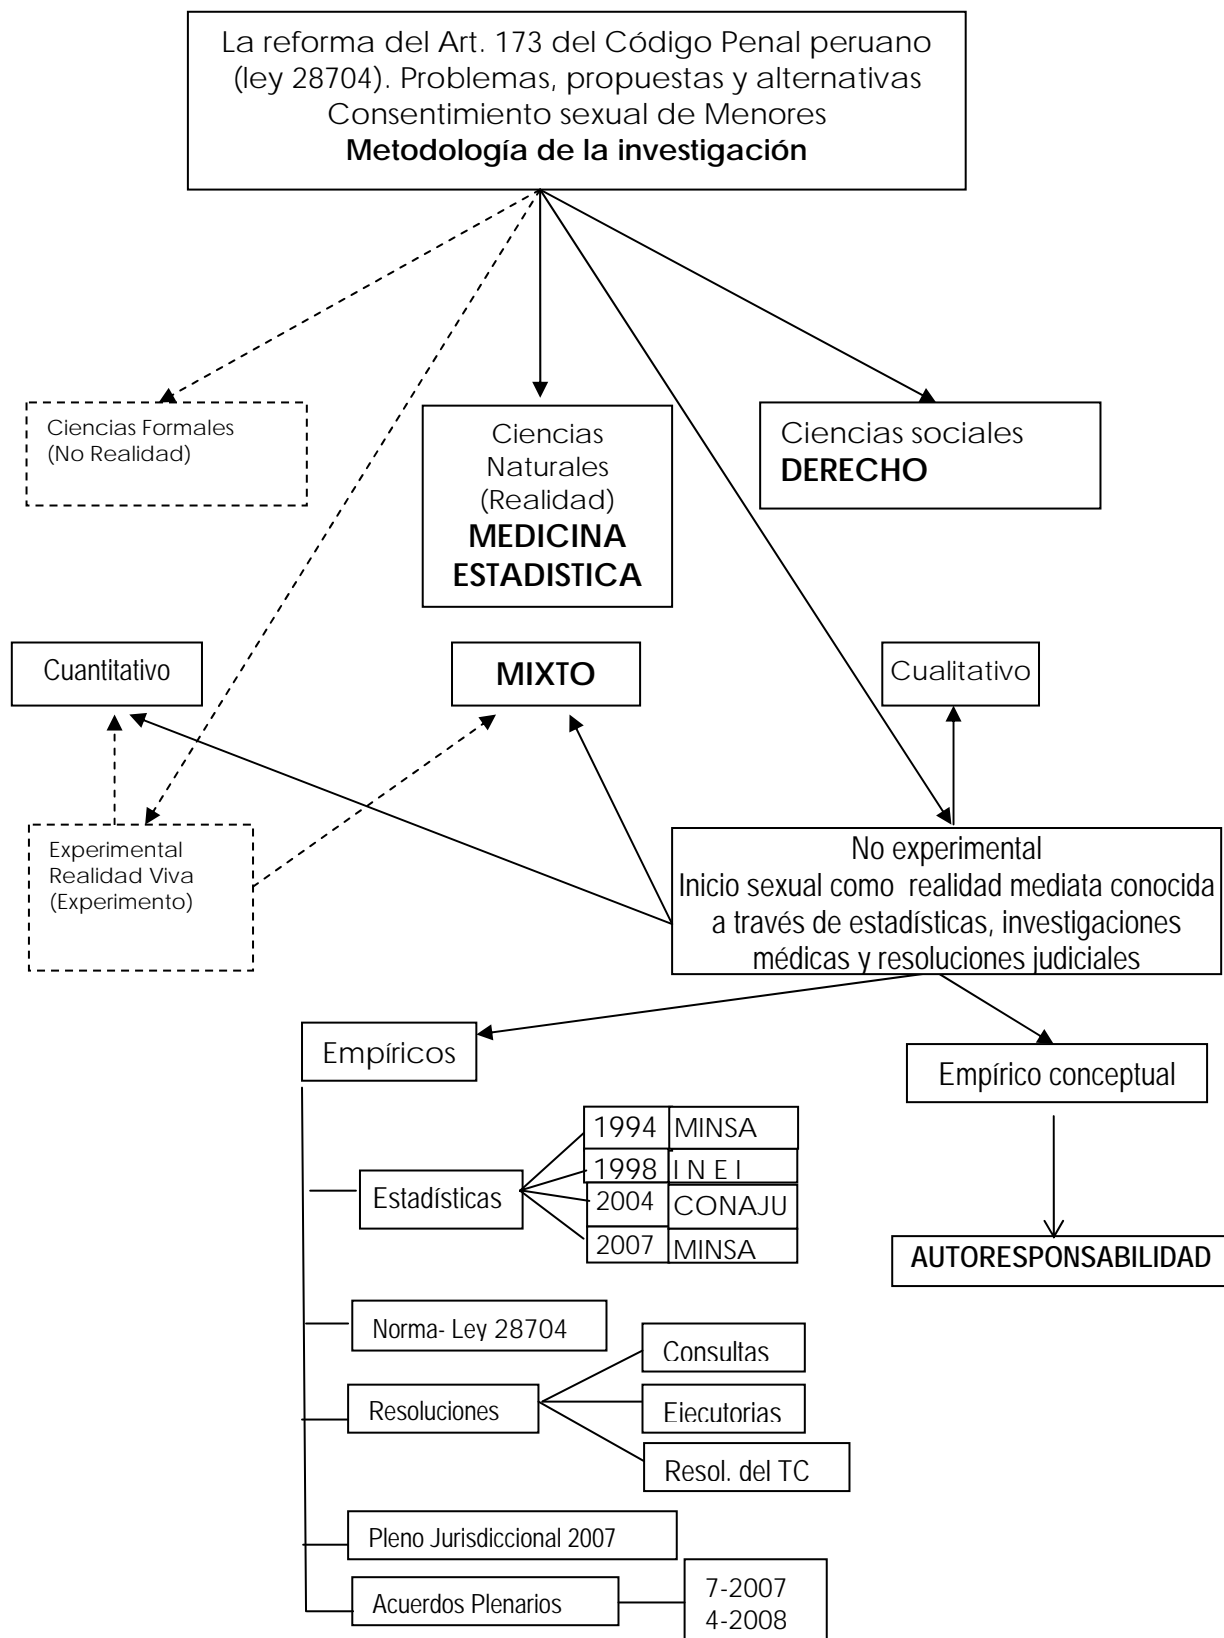 La reforma del Art. 173 del Código Penal peruano
(ley 28704). Problemas, propuestas y alternativas
Consentimiento sexual de Menores
Metodología de la investigación
Ciencias Formales
(No Realidad)
Ciencias
Naturales
(Realidad)
MEDICINA
ESTADISTICA
Ciencias sociales
DERECHO
Cuantitativo
MIXTO
Cualitativo
Experimental
Realidad Viva
(Experimento)
No experimental
Inicio sexual como realidad mediata conocida
a través de estadísticas, investigaciones
médicas y resoluciones judiciales
Empíricos
Empírico conceptual
Estadísticas
1994 MINSA
1998 I N E I
2004 CONAJU
2007 MINSA
AUTORESPONSABILIDAD
Norma- Ley 28704
Resoluciones
Consultas
Ejecutorias
Resol. del TC
Pleno Jurisdiccional 2007
Acuerdos Plenarios
7-2007
4-2008